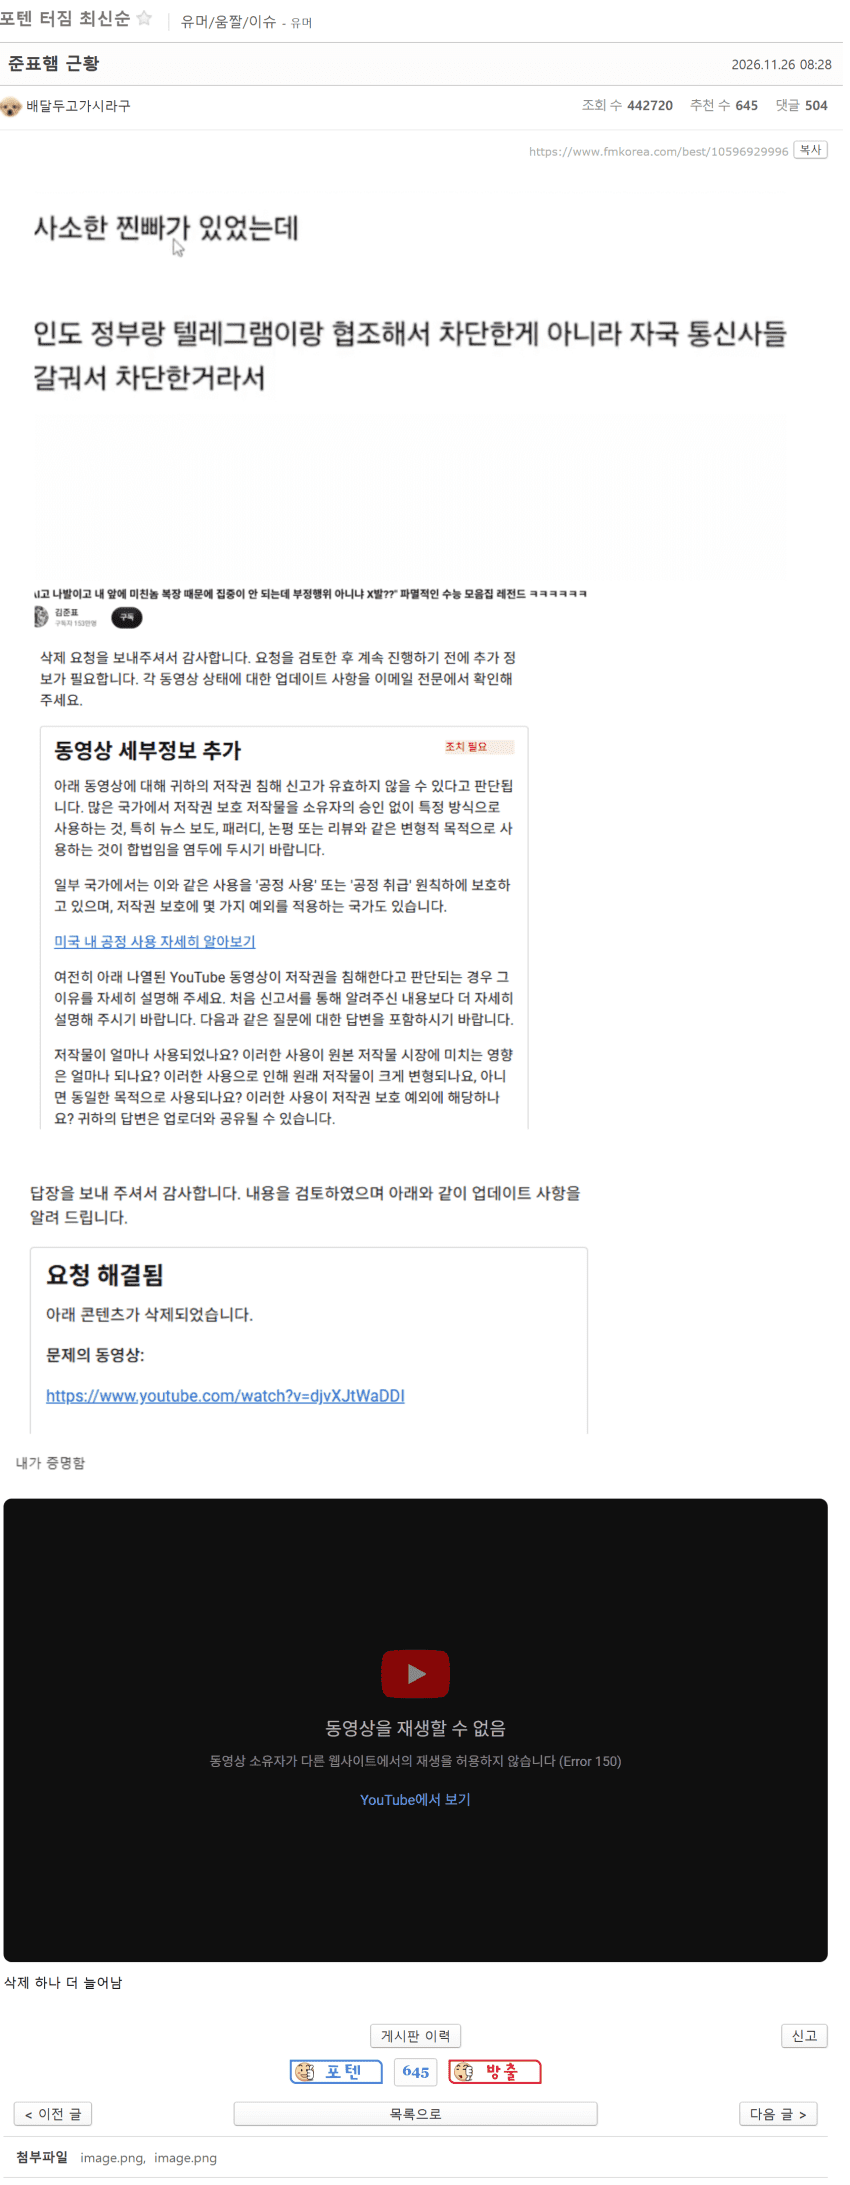 포텐 터짐 최신순
유머/움짤/이슈 - 유머
준표햄 근황
2026.11.26 08:28
배달두고가시라구
조회 수 442720 추천 수 645 댓글 504
https://www.fmkorea.com/best/10596929996 복사
사소한 찐빠가 있었는데
인도 정부랑 텔레그램이랑 협조해서 차단한게 아니라 자국 통신사들
갈궈서 차단한거라서
고 나발이고 내 앞에 미친놈 복장 때문에 집중이 안 되는데 부정행위 아니냐 X발??" 파멸적인 수능 모음집 레전드 ㅋㅋㅋㅋㅋㅋ
김준표
구독자 153만명
구독
삭제 요청을 보내주셔서 감사합니다. 요청을 검토한 후 계속 진행하기 전에 추가 정
보가 필요합니다. 각 동영상 상태에 대한 업데이트 사항을 이메일 전문에서 확인해
주세요.
동영상 세부정보 추가
조치 필요
아래 동영상에 대해 귀하의 저작권 침해 신고가 유효하지 않을 수 있다고 판단됩
니다. 많은 국가에서 저작권 보호 저작물을 소유자의 승인 없이 특정 방식으로
사용하는 것, 특히 뉴스 보도, 패러디, 논평 또는 리뷰와 같은 변형적 목적으로 사
용하는 것이 합법임을 염두에 두시기 바랍니다.
일부 국가에서는 이와 같은 사용을 '공정 사용' 또는 '공정 취급' 원칙하에 보호하
고 있으며, 저작권 보호에 몇 가지 예외를 적용하는 국가도 있습니다.
미국 내 공정 사용 자세히 알아보기
여전히 아래 나열된 YouTube 동영상이 저작권을 침해한다고 판단되는 경우 그
이유를 자세히 설명해 주세요. 처음 신고서를 통해 알려주신 내용보다 더 자세히
설명해 주시기 바랍니다. 다음과 같은 질문에 대한 답변을 포함하시기 바랍니다.
저작물이 얼마나 사용되었나요? 이러한 사용이 원본 저작물 시장에 미치는 영향
은 얼마나 되나요? 이러한 사용으로 인해 원래 저작물이 크게 변형되나요, 아니
면 동일한 목적으로 사용되나요? 이러한 사용이 저작권 보호 예외에 해당하나
요? 귀하의 답변은 업로더와 공유될 수 있습니다.
답장을 보내 주셔서 감사합니다. 내용을 검토하였으며 아래와 같이 업데이트 사항을
알려 드립니다.
요청 해결됨
아래 콘텐츠가 삭제되었습니다.
문제의 동영상:
https://www.youtube.com/watch?v=djvXJtWaDDI
내가 증명함
동영상을 재생할 수 없음
동영상 소유자가 다른 웹사이트에서의 재생을 허용하지 않습니다 (Error 150)
YouTube에서 보기
삭제 하나 더 늘어남
게시판 이력
신고
포텐 645 방출
< 이전 글
목록으로
다음 글 >
첨부파일 image.png, image.png